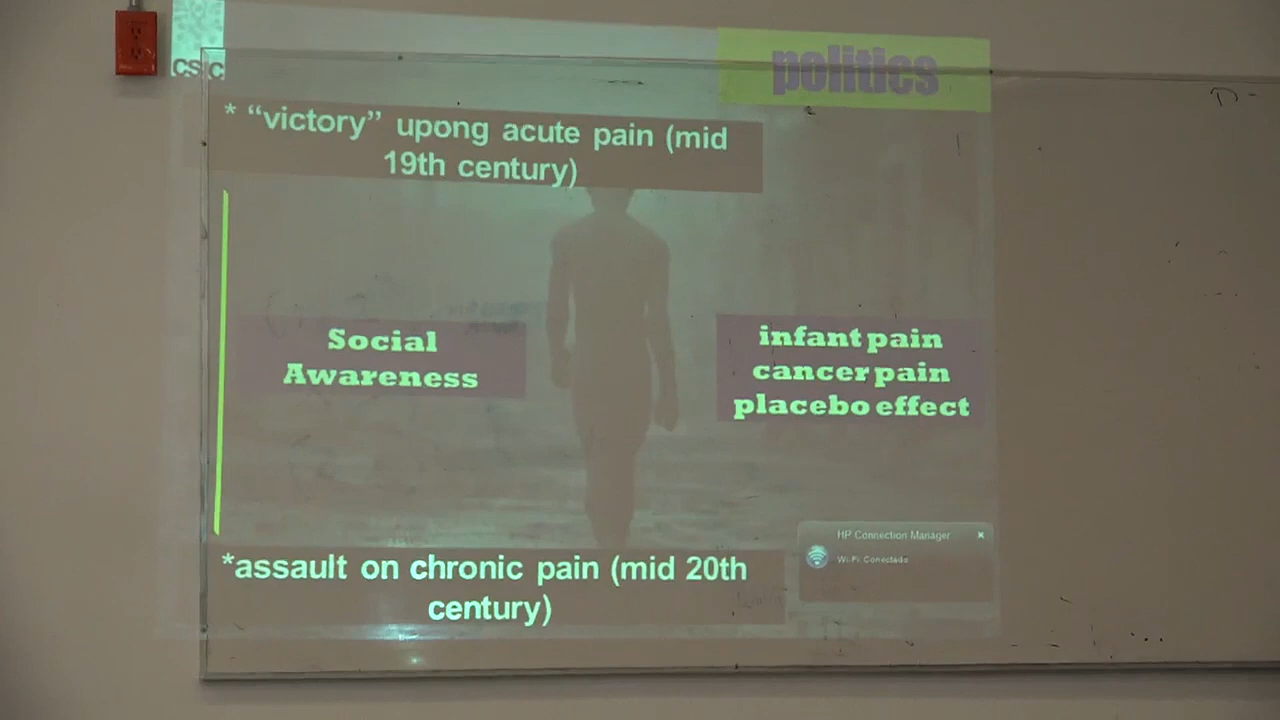 CSIC
politics
* “victory” upong acute pain (mid
19th century)
Social
Awareness
infant pain
cancer pain
placebo effect
HP Connection Manager
Wi-Fi: Conectado
*assault on chronic pain (mid 20th
century)